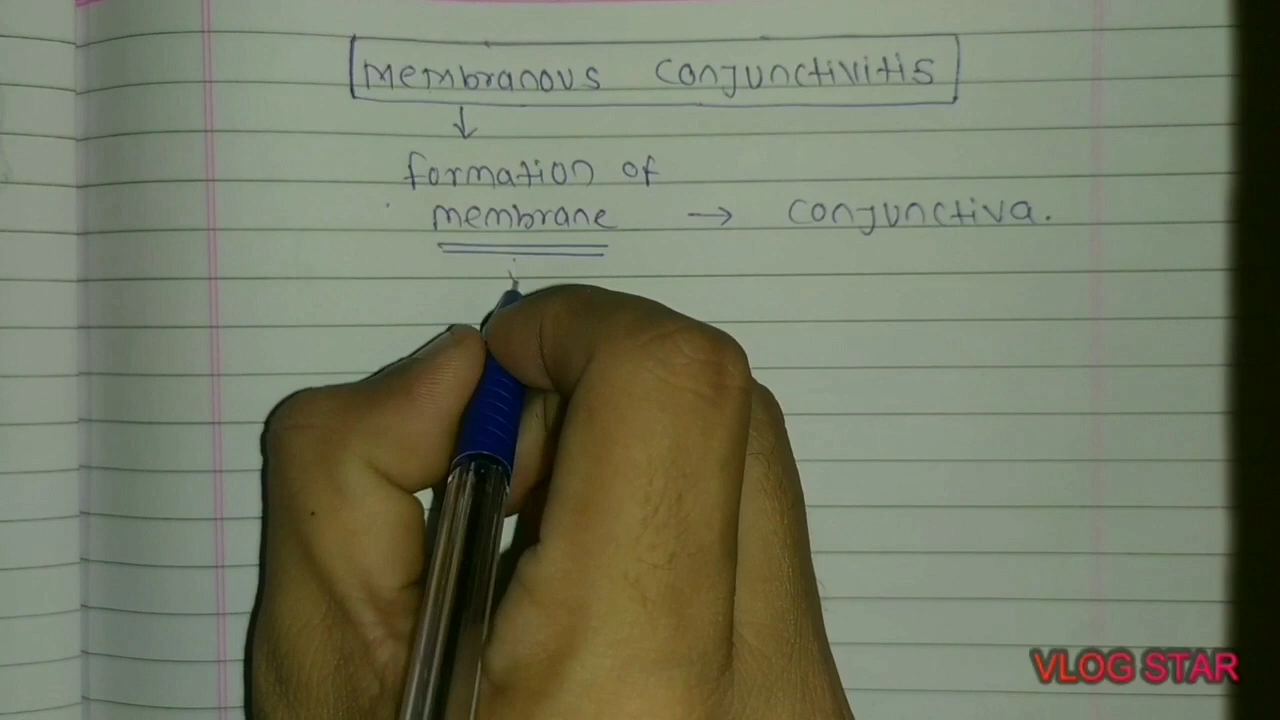 membranous conjunctivitis
↓
formation of
membrane → conjunctiva.
VLOG STAR